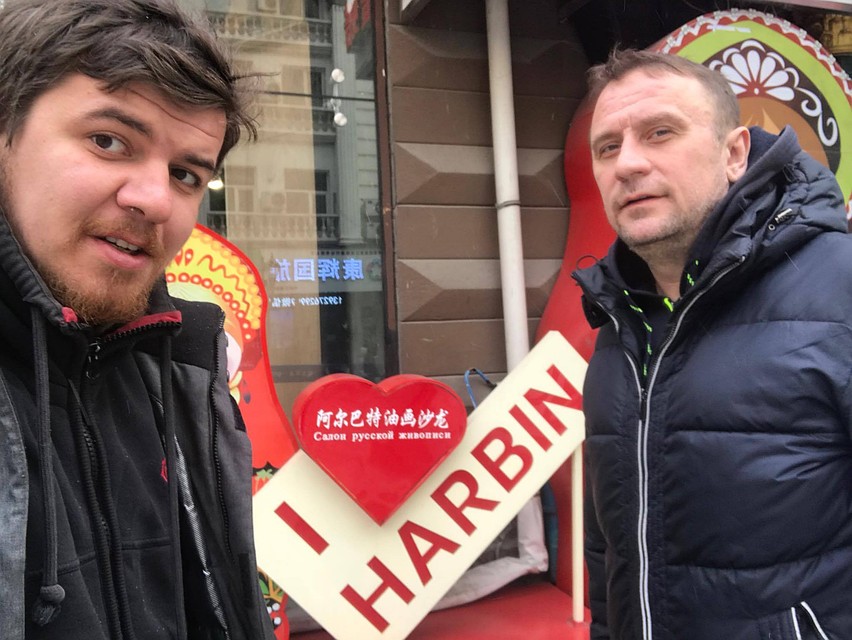 阿尔巴特油画沙龙
Салон русской живописи
I
HARBIN